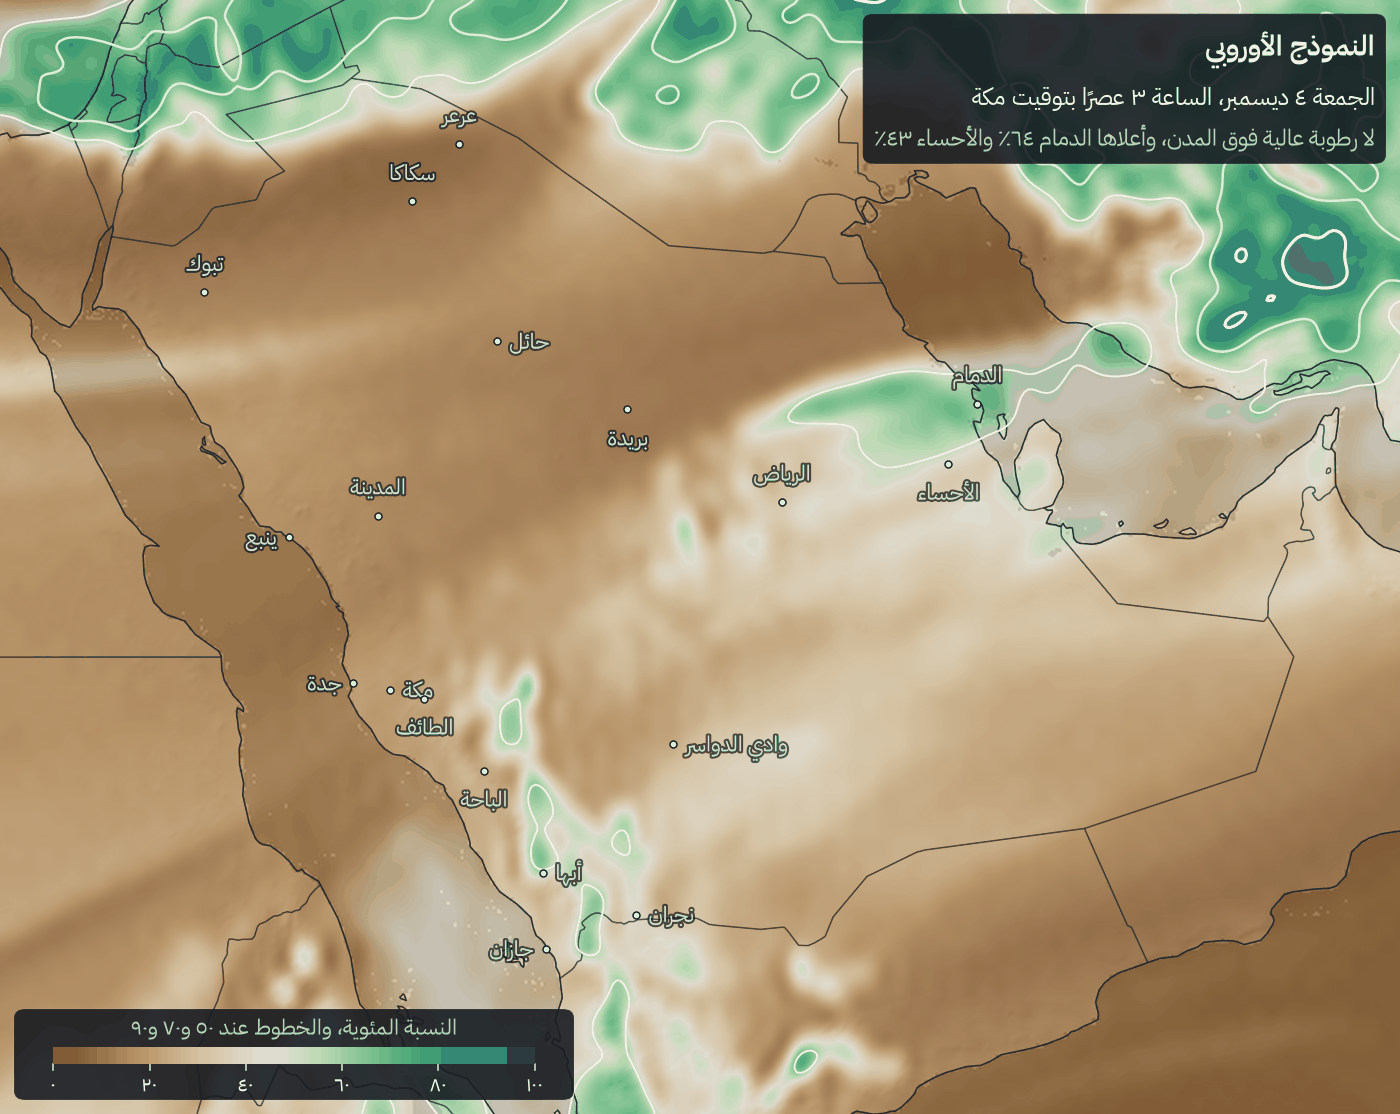 النموذج الأوروبي
الجمعة ٤ ديسمبر، الساعة ٣ عصرًا بتوقيت مكة
لا رطوبة عالية فوق المدن، وأعلاها الدمام ٦٤٪ والأحساء ٤٣٪
عرعر
سكاكا
تبوك
حائل
الدمام
بريدة
الرياض
الأحساء
المدينة
ينبع
جدة
مكة
الطائف
وادي الدواسر
الباحة
أبها
نجران
جازان
النسبة المئوية، والخطوط عند ٥٠ و٧٠ و٩٠
٠ ٢٠ ٤٠ ٦٠ ٨٠ ١٠٠